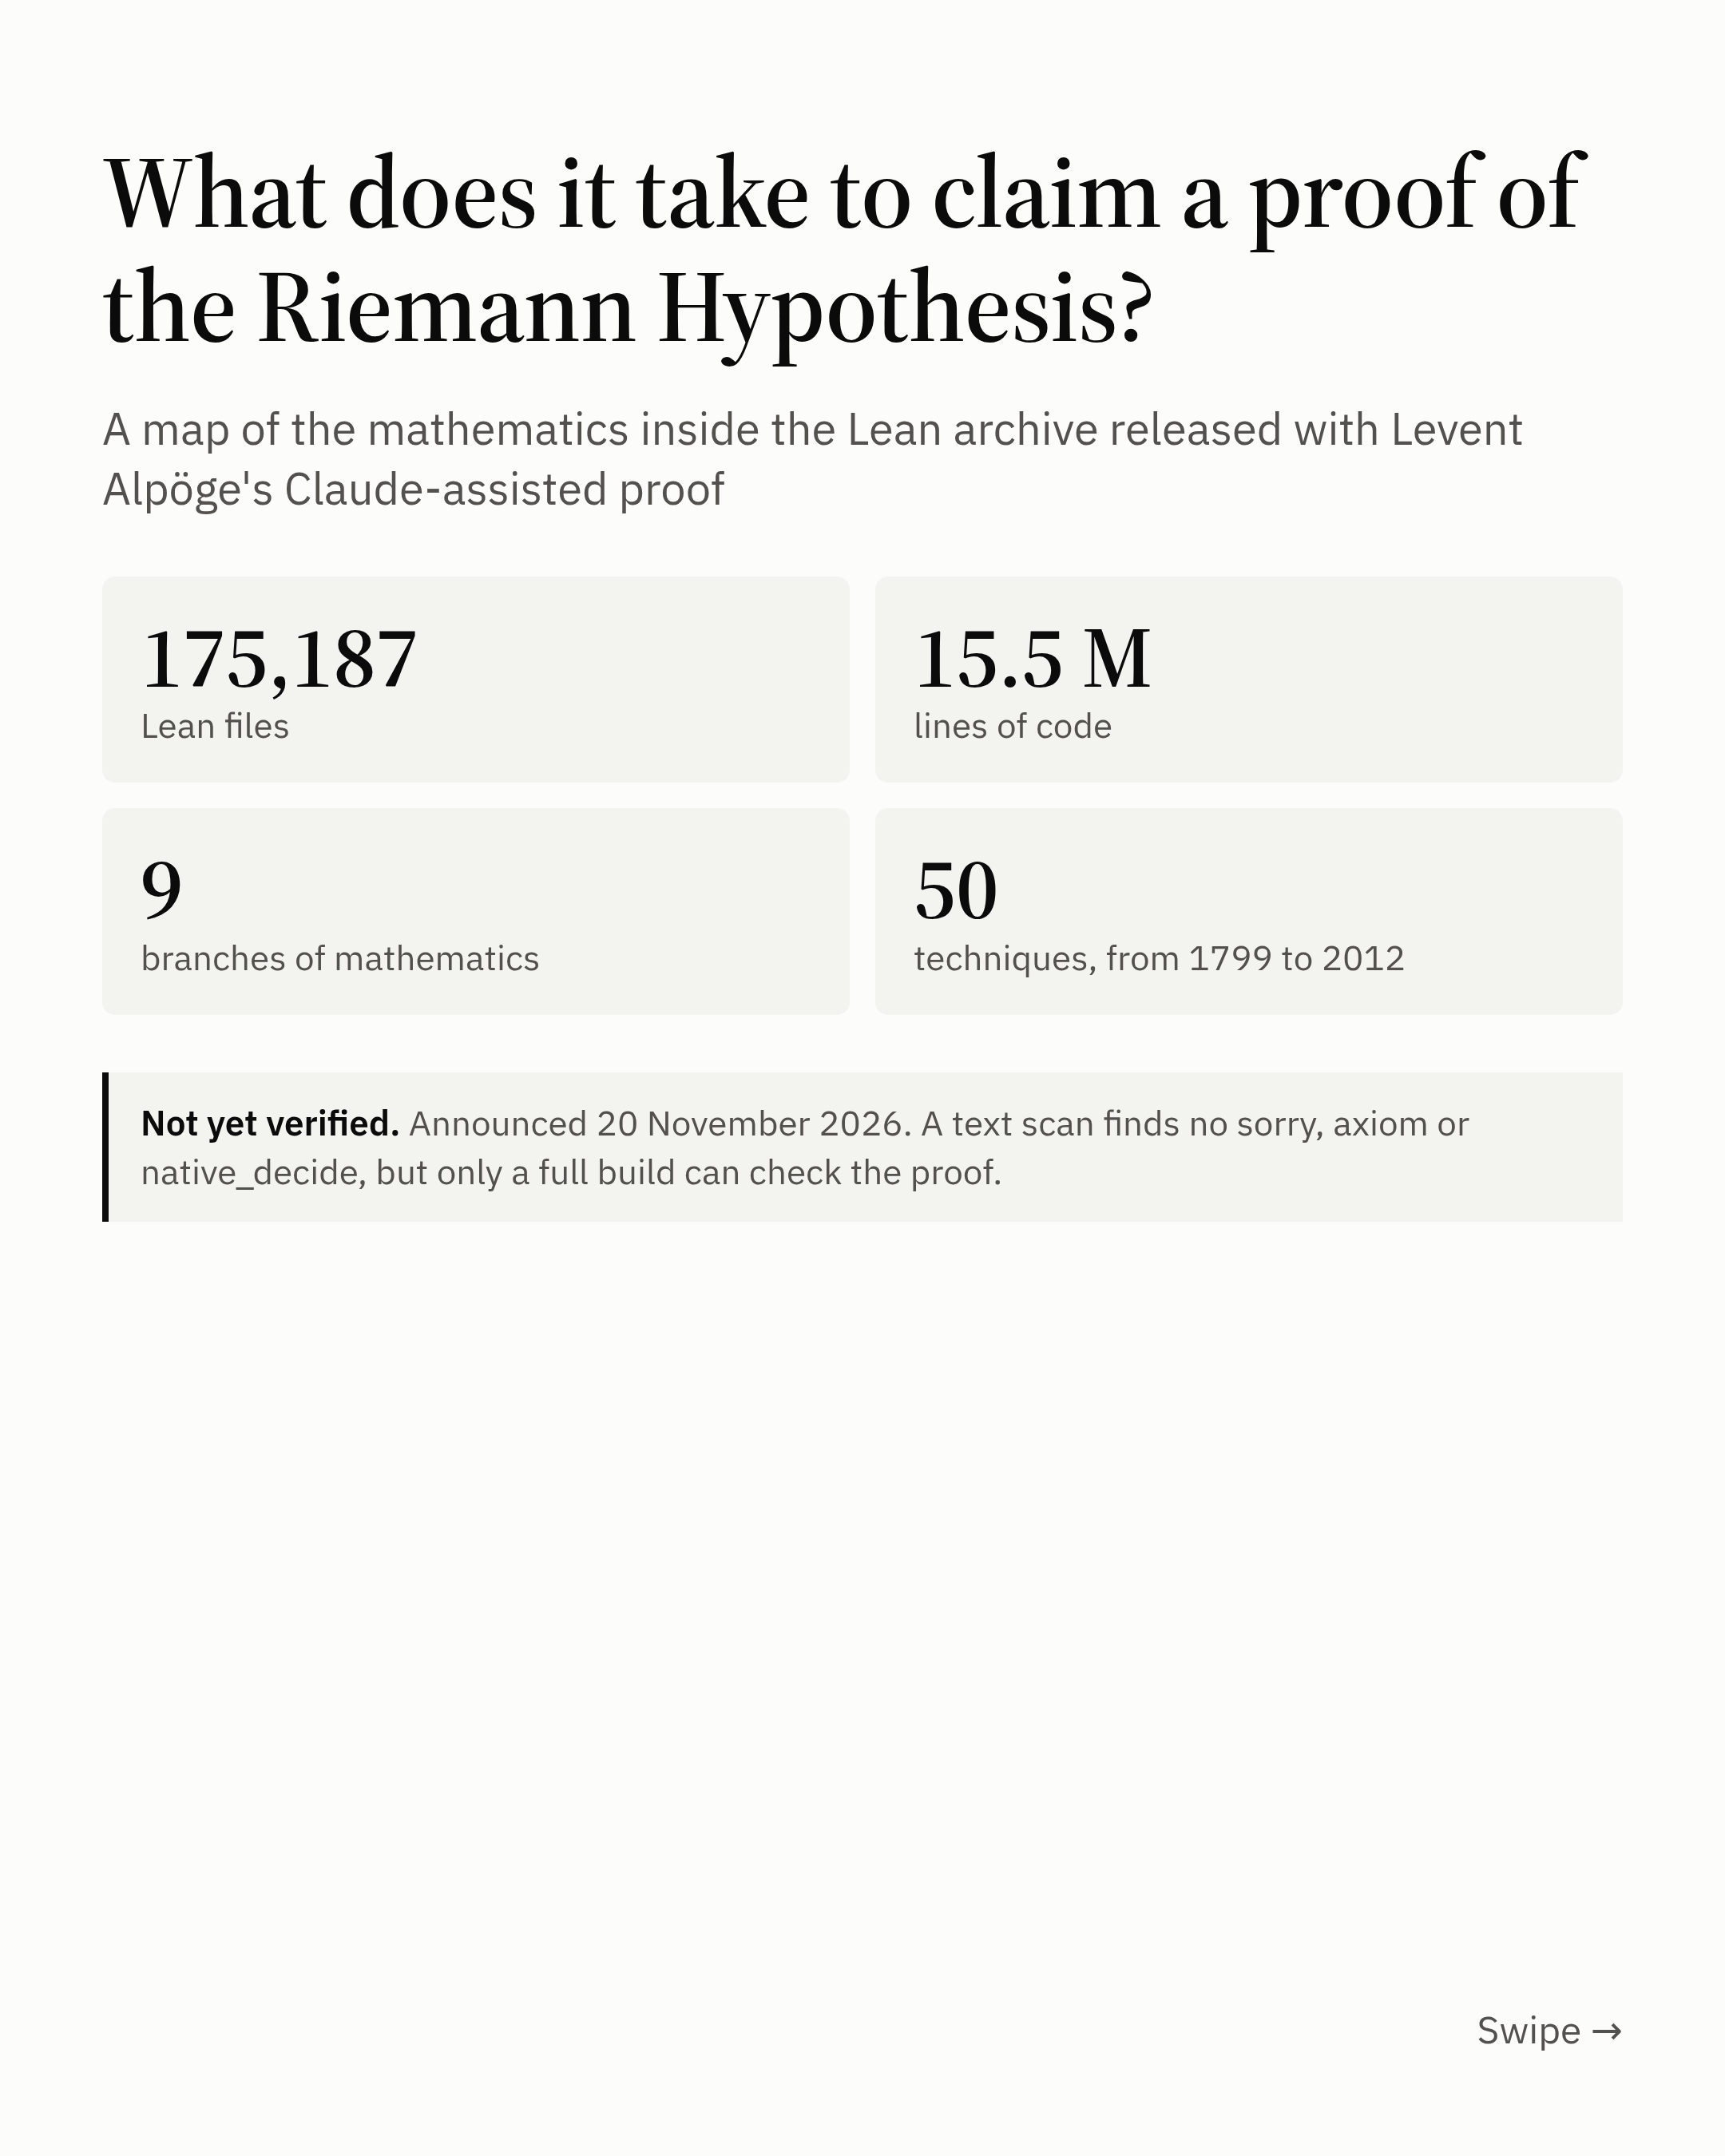 What does it take to claim a proof of
the Riemann Hypothesis?
A map of the mathematics inside the Lean archive released with Levent
Alpöge's Claude-assisted proof
175,187
Lean files
15.5 M
lines of code
9
branches of mathematics
50
techniques, from 1799 to 2012
Not yet verified. Announced 20 November 2026. A text scan finds no sorry, axiom or
native_decide, but only a full build can check the proof.
Swipe →